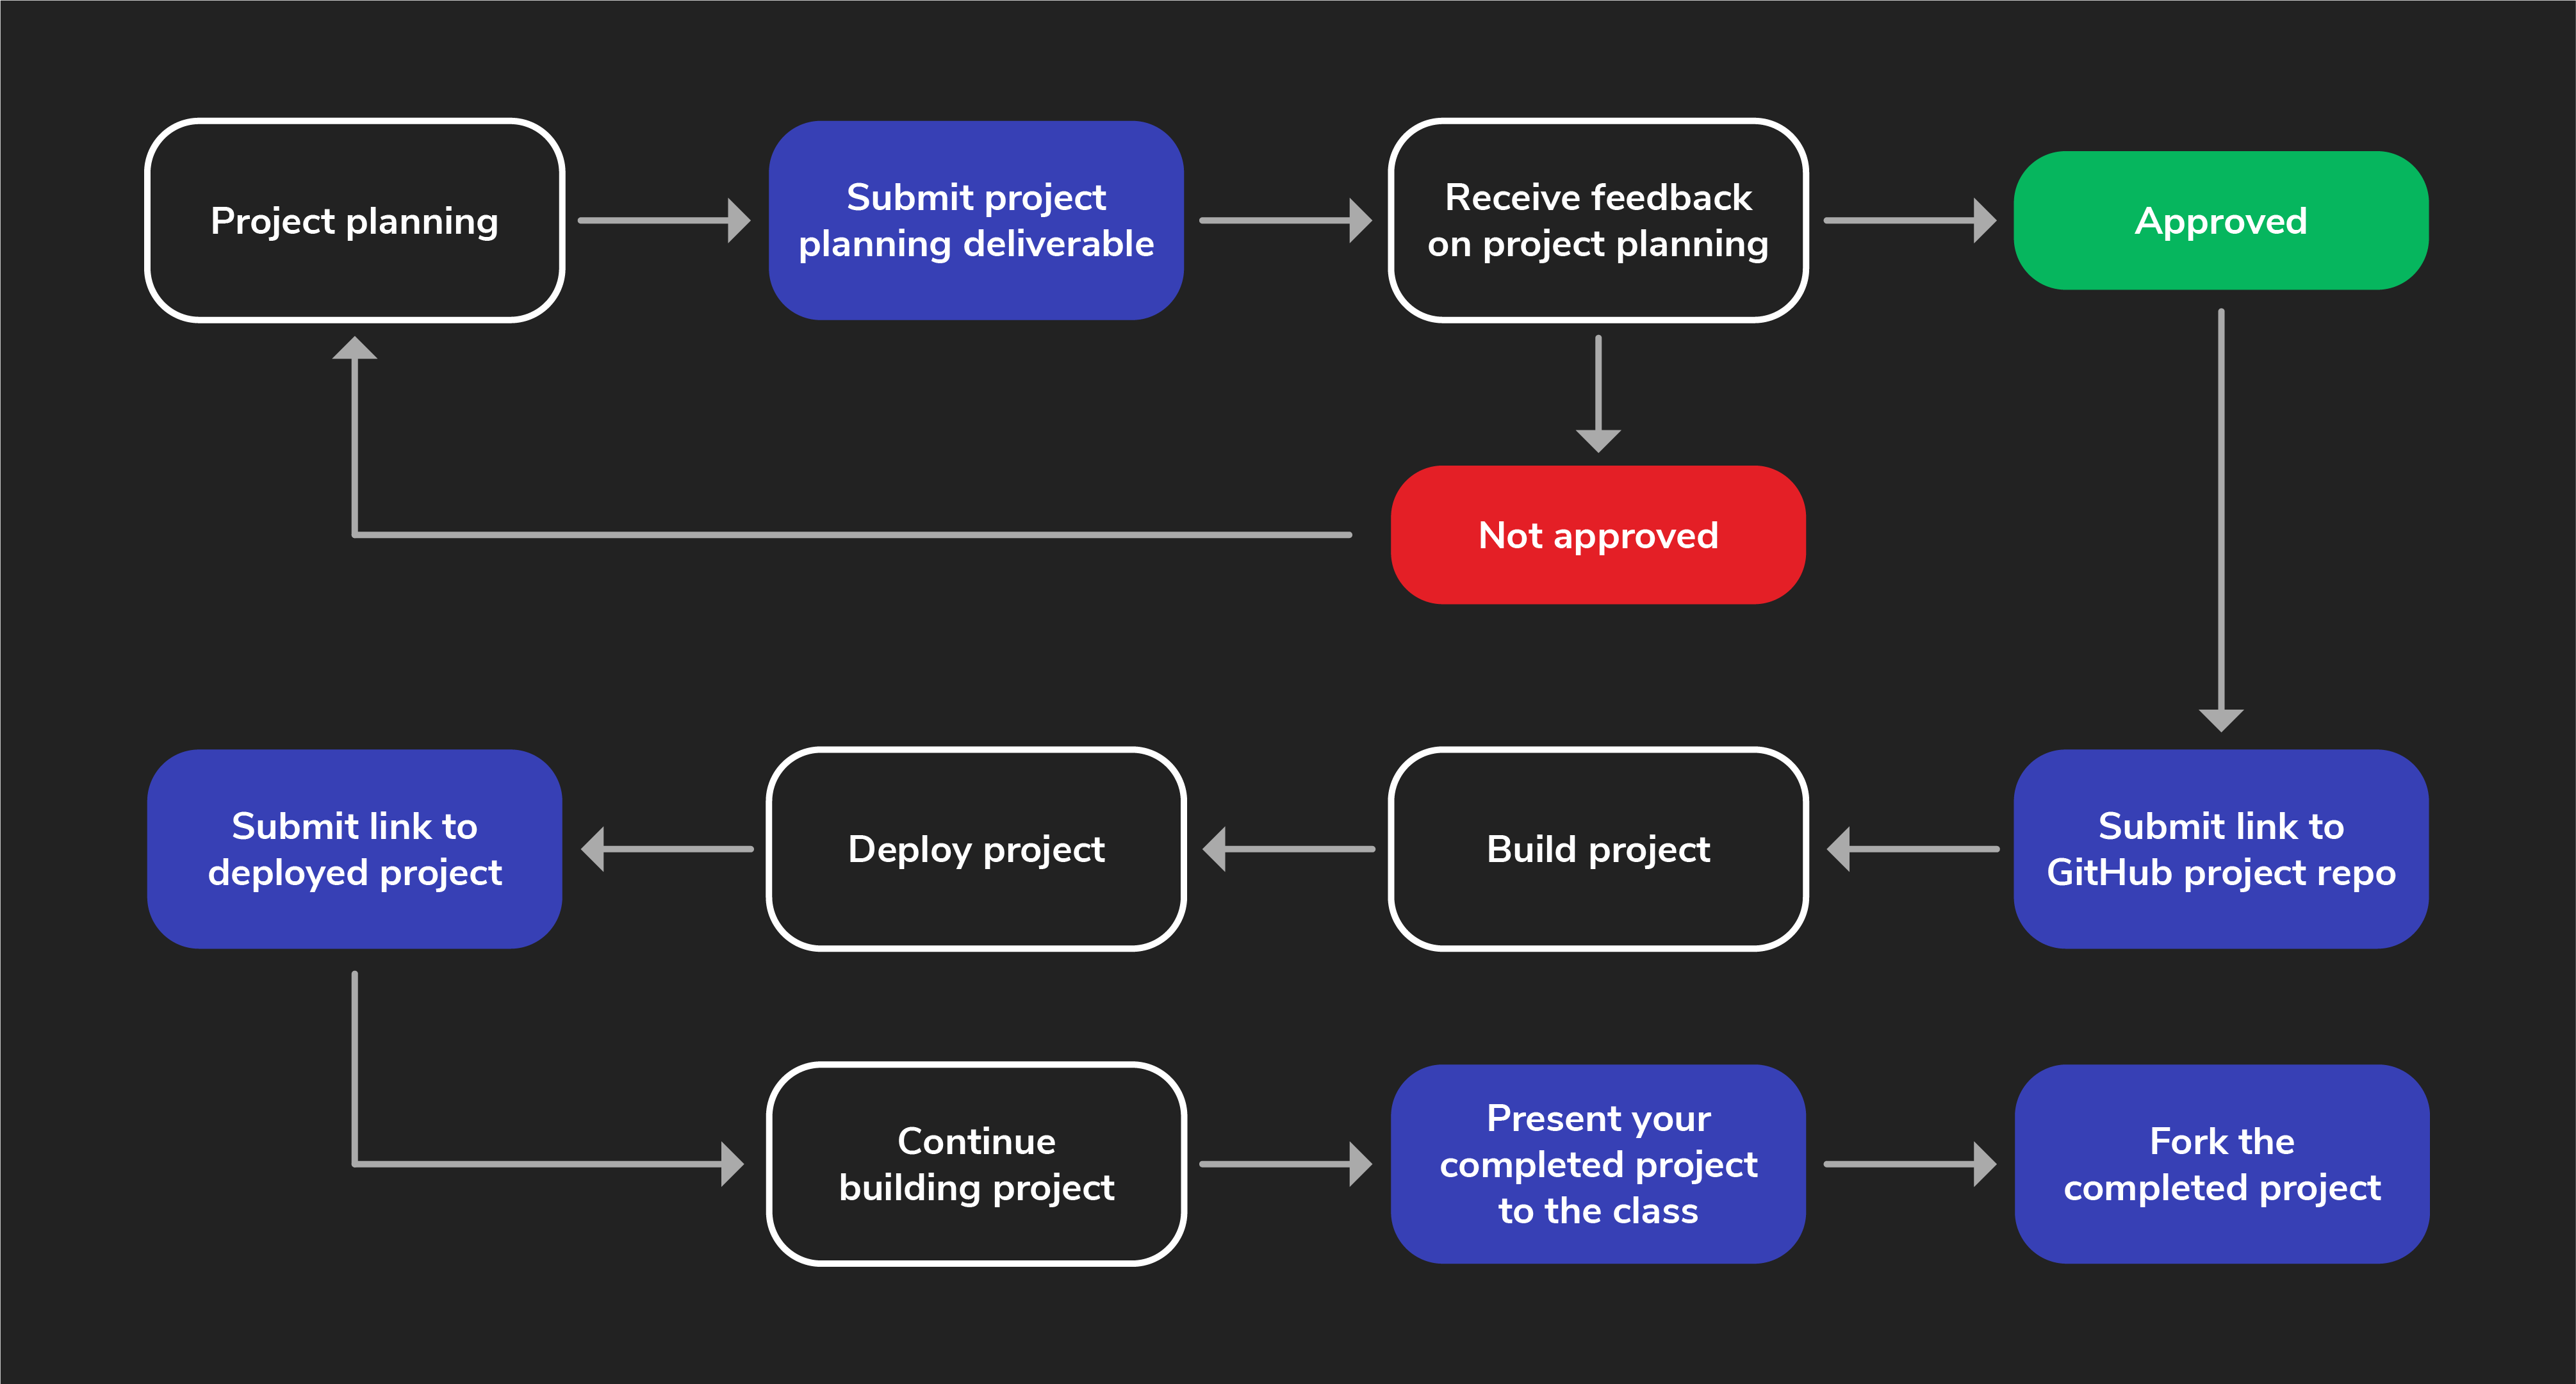 Project planning
Submit project
planning deliverable
Receive feedback
on project planning
Approved
Not approved
Submit link to
deployed project
Deploy project
Build project
Submit link to
GitHub project repo
Continue
building project
Present your
completed project
to the class
Fork the
completed project